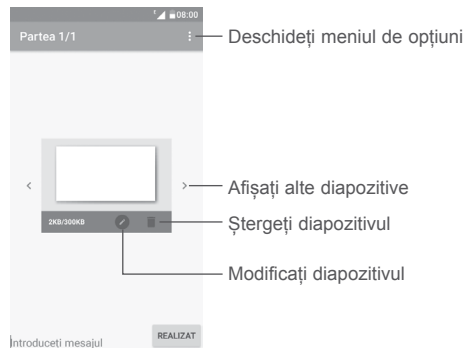 08:00
Partea 1/1
Deschideți meniul de opțiuni
Afișați alte diapozitive
2KB/300KB
Ștergeți diapozitivul
Modificați diapozitivul
Introduceți mesajul
REALIZAT